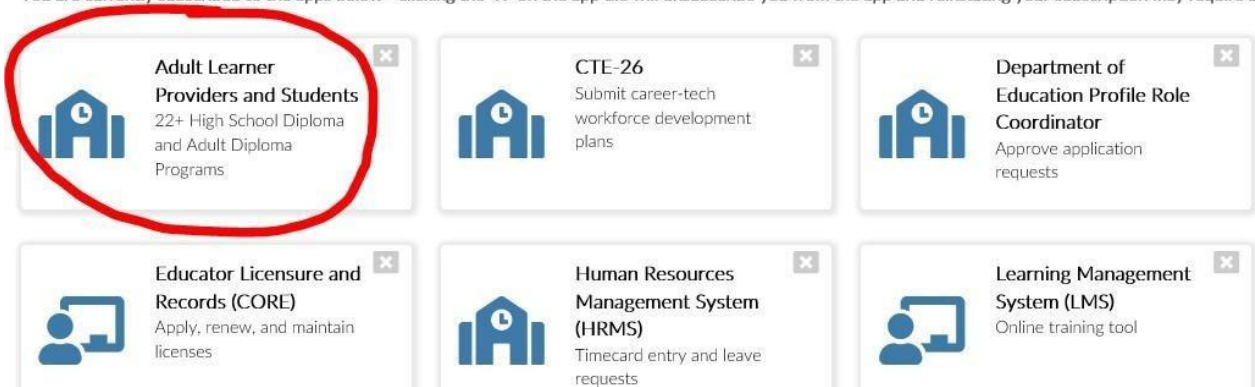 Adult Learner
Providers and Students
22+ High School Diploma
and Adult Diploma
Programs
CTE-26
Submit career-tech
workforce development
plans
Department of
Education Profile Role
Coordinator
Approve application
requests
Educator Licensure and
Records (CORE)
Apply, renew, and maintain
licenses
Human Resources
Management System
(HRMS)
Timecard entry and leave
requests
Learning Management
System (LMS)
Online training tool